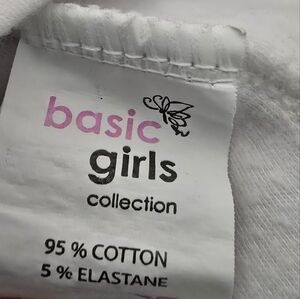 basic
girls
collection
95 % COTTON
5 % ELASTANE